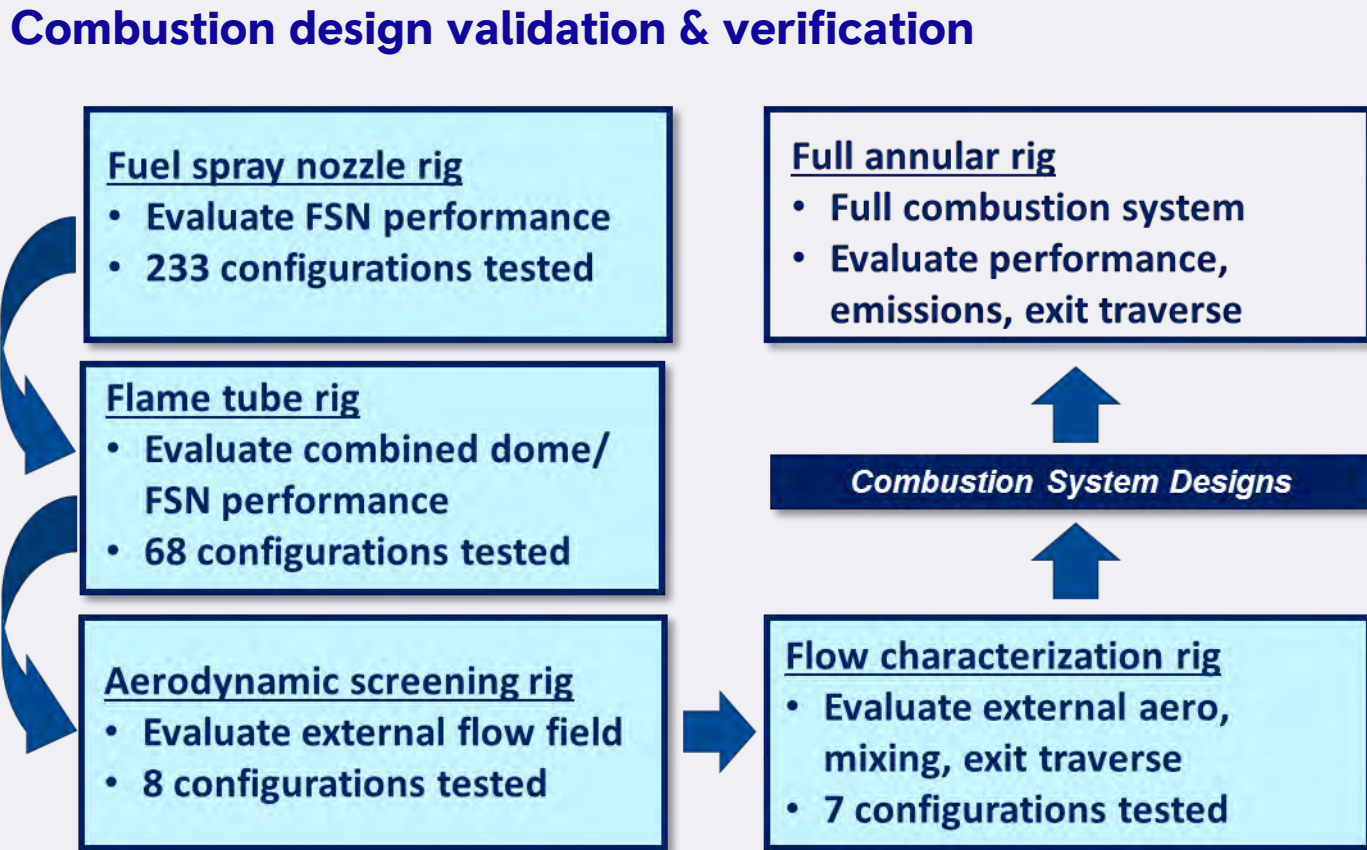 Combustion design validation & verification
Fuel spray nozzle rig
• Evaluate FSN performance
• 233 configurations tested
Flame tube rig
• Evaluate combined dome/
FSN performance
• 68 configurations tested
Aerodynamic screening rig
• Evaluate external flow field
• 8 configurations tested
Flow characterization rig
• Evaluate external aero,
mixing, exit traverse
• 7 configurations tested
Combustion System Designs
Full annular rig
• Full combustion system
• Evaluate performance,
emissions, exit traverse